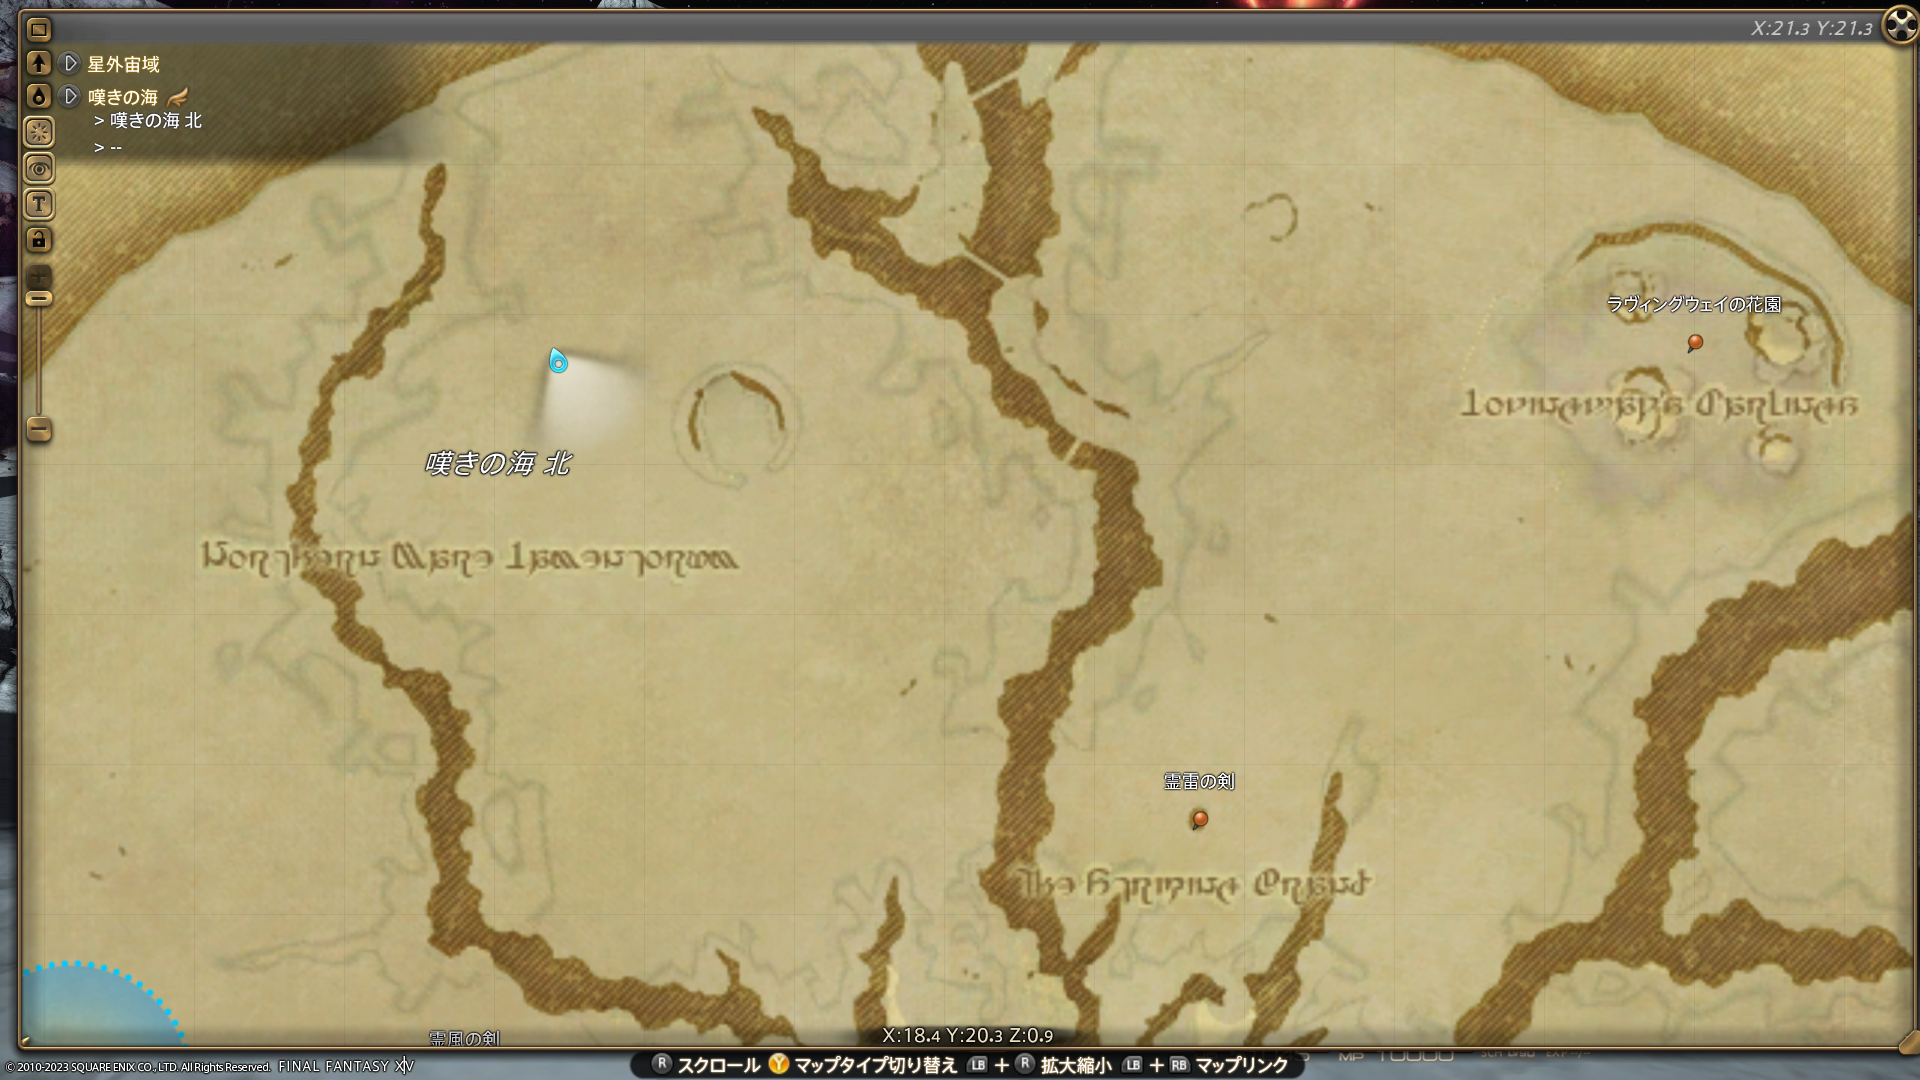 X:21.3 Y:21.3
星外宙域
嘆きの海
> 嘆きの海 北
> --
T
ラヴィングウェイの花園
嘆きの海 北
霊雷の剣
霊風の剣
X:18.4 Y:20.3 Z:0.9
R スクロール Y マップタイプ切り替え LB + R 拡大縮小 LB + RB マップリンク
MP 10000
© 2010-2023 SQUARE ENIX CO., LTD. All Rights Reserved. FINAL FANTASY XIV